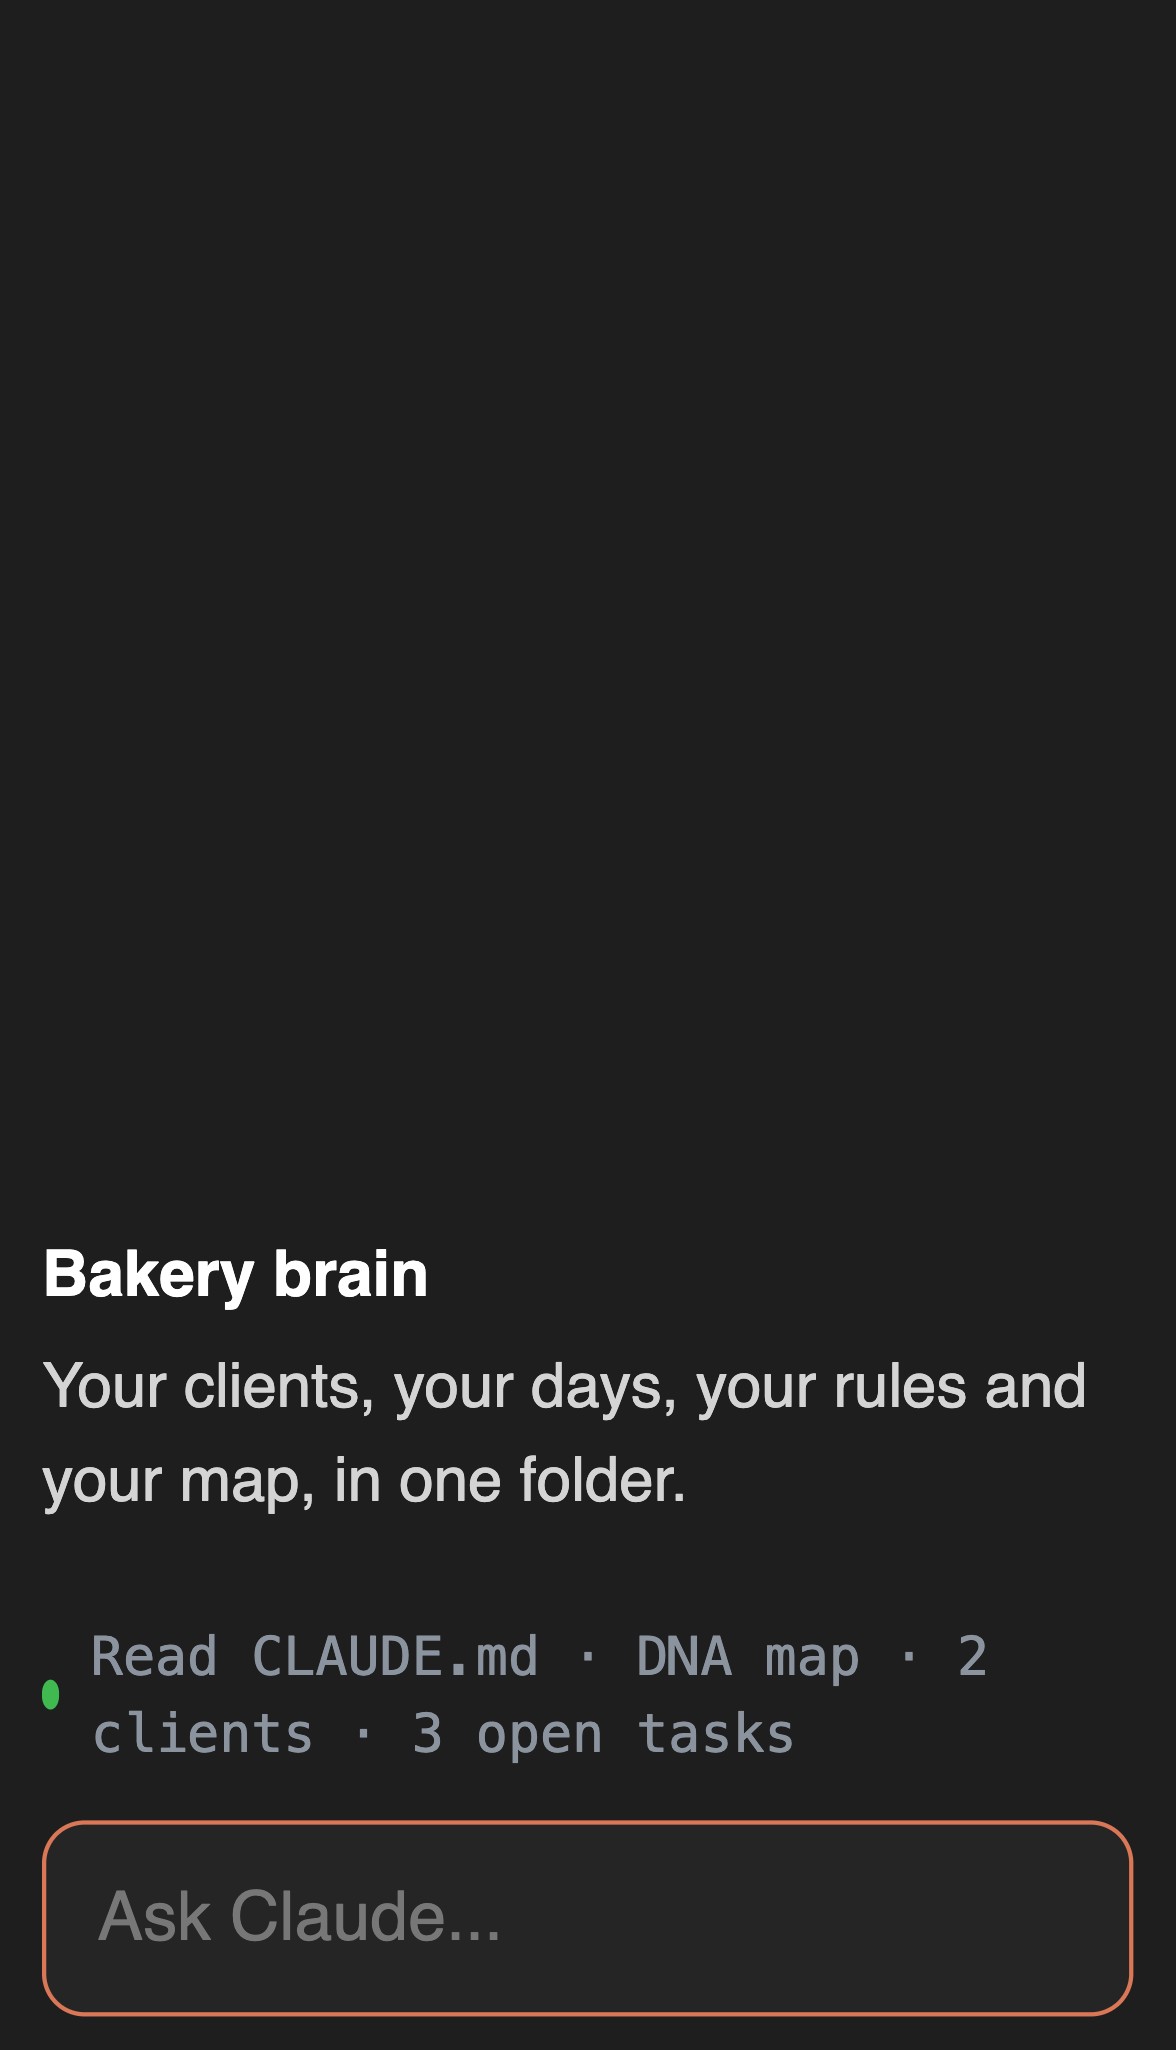 Bakery brain
Your clients, your days, your rules and
your map, in one folder.
Read CLAUDE.md · DNA map · 2
clients · 3 open tasks
Ask Claude...